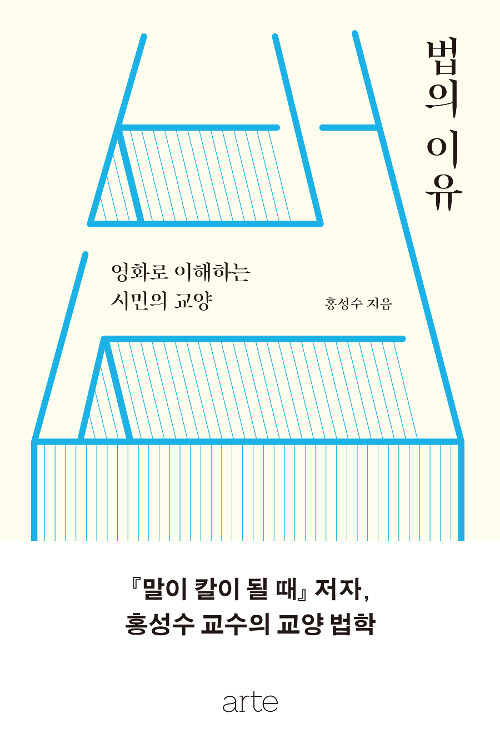 법의 이유
영화로 이해하는
시민의 교양
홍성수 지음
『말이 칼이 될 때』 저자,
홍성수 교수의 교양 법학
arte